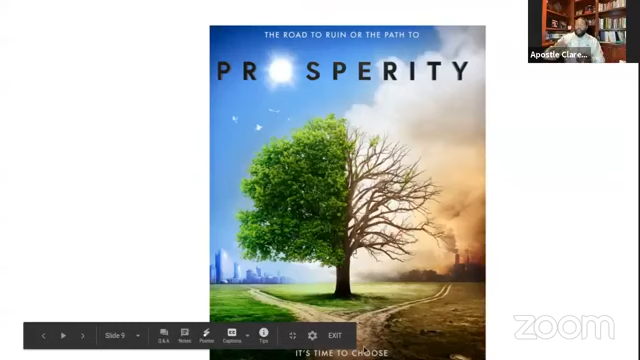 THE ROAD TO RUIN OR THE PATH TO
PROSPERITY
Apostle Clare...
Slide 9
Q & A
Notes
Pointer
Captions
Tips
EXIT
IT'S TIME TO CHOOSE
zoom